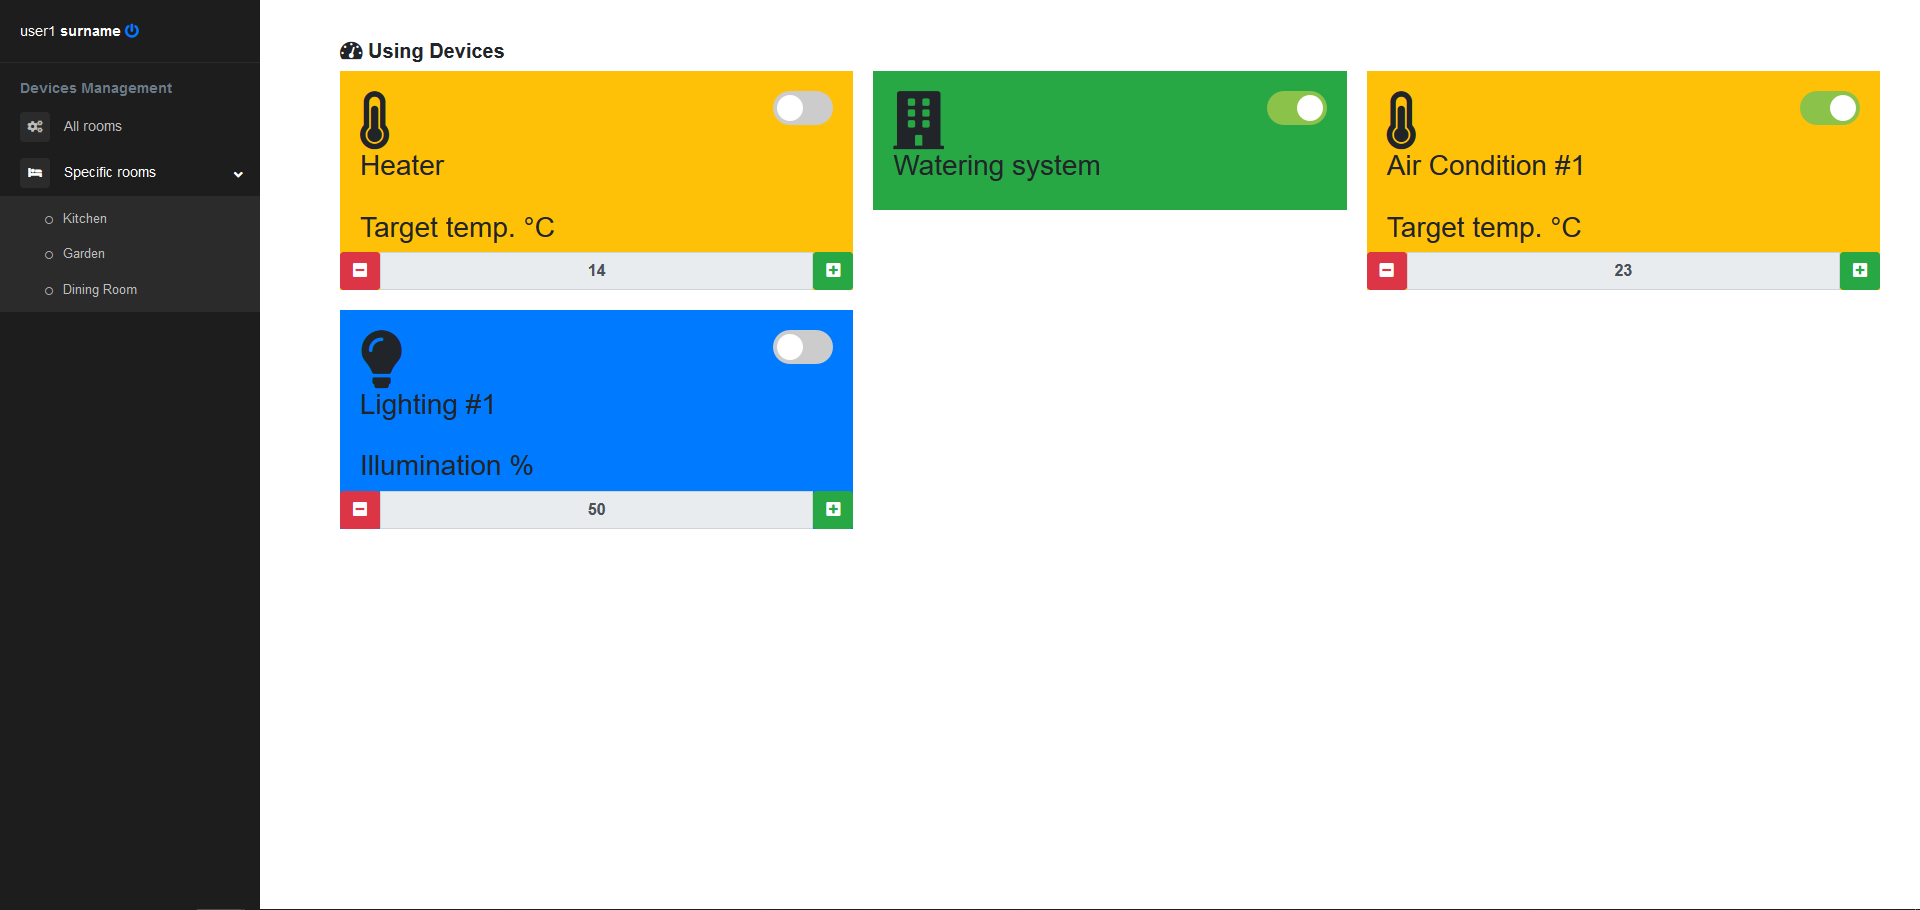 user1 surname
Devices Management
All rooms
Specific rooms
Kitchen
Garden
Dining Room
Using Devices
Heater
Target temp. °C
14
Watering system
Air Condition #1
Target temp. °C
23
Lighting #1
Illumination %
50